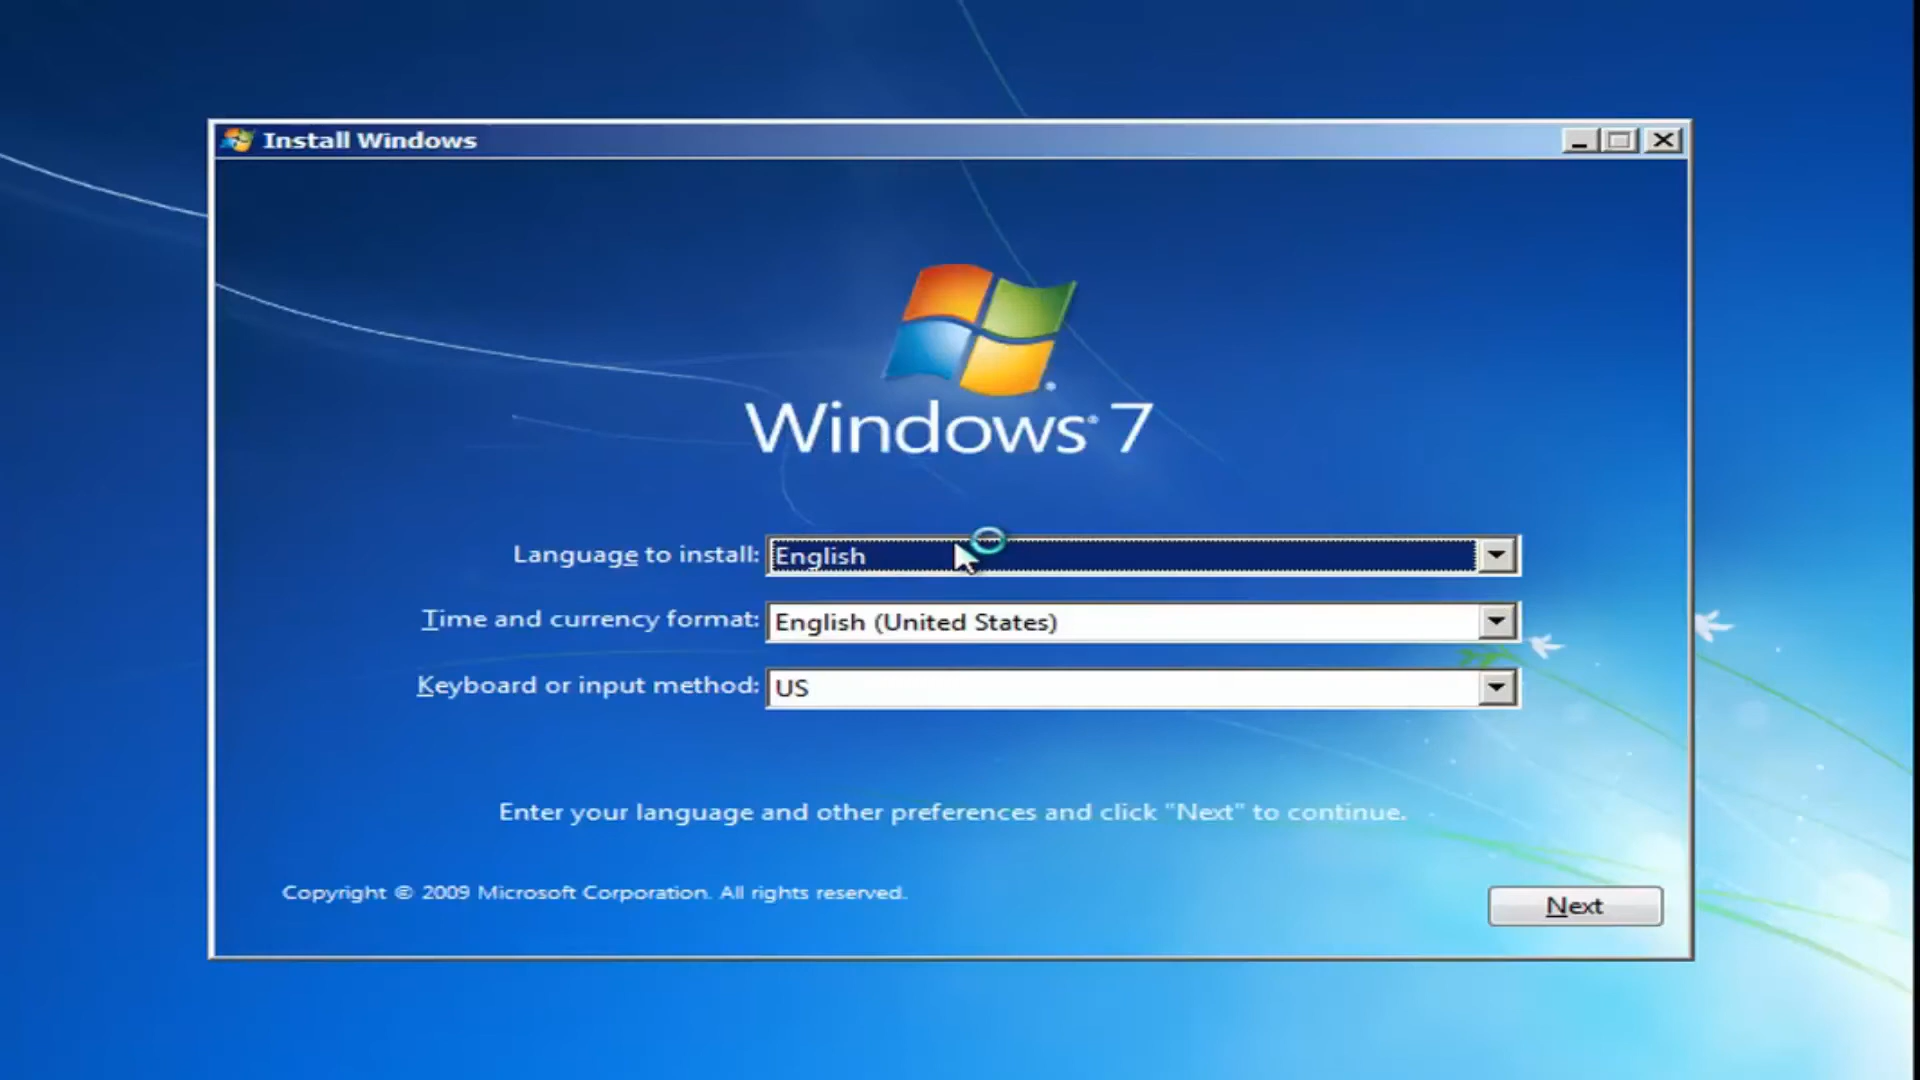 Install Windows
Windows® 7
Language to install: English
Time and currency format: English (United States)
Keyboard or input method: US
Enter your language and other preferences and click "Next" to continue.
Copyright © 2009 Microsoft Corporation. All rights reserved.
Next